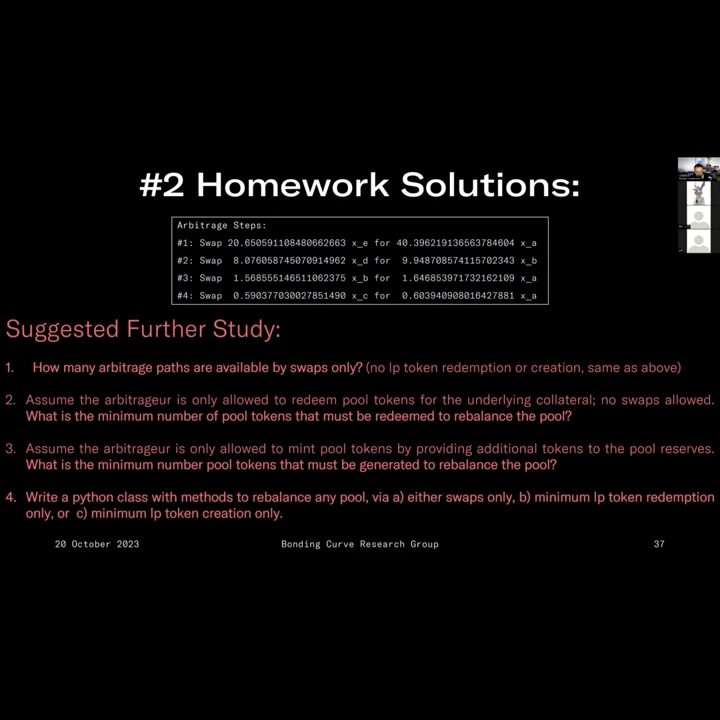 #2 Homework Solutions:
Arbitrage Steps:
#1: Swap 20.650591108480662663 x_e for 40.396219136563784604 x_a
#2: Swap 8.076058745070914962 x_d for 9.948708574115702343 x_b
#3: Swap 1.568555146511062375 x_b for 1.646853971732162109 x_a
#4: Swap 0.590377030027851490 x_c for 0.603940908016427881 x_a
Suggested Further Study:
1. How many arbitrage paths are available by swaps only? (no lp token redemption or creation, same as above)
2. Assume the arbitrageur is only allowed to redeem pool tokens for the underlying collateral; no swaps allowed.
What is the minimum number of pool tokens that must be redeemed to rebalance the pool?
3. Assume the arbitrageur is only allowed to mint pool tokens by providing additional tokens to the pool reserves.
What is the minimum number pool tokens that must be generated to rebalance the pool?
4. Write a python class with methods to rebalance any pool, via a) either swaps only, b) minimum lp token redemption
only, or c) minimum lp token creation only.
20 October 2023
Bonding Curve Research Group
37